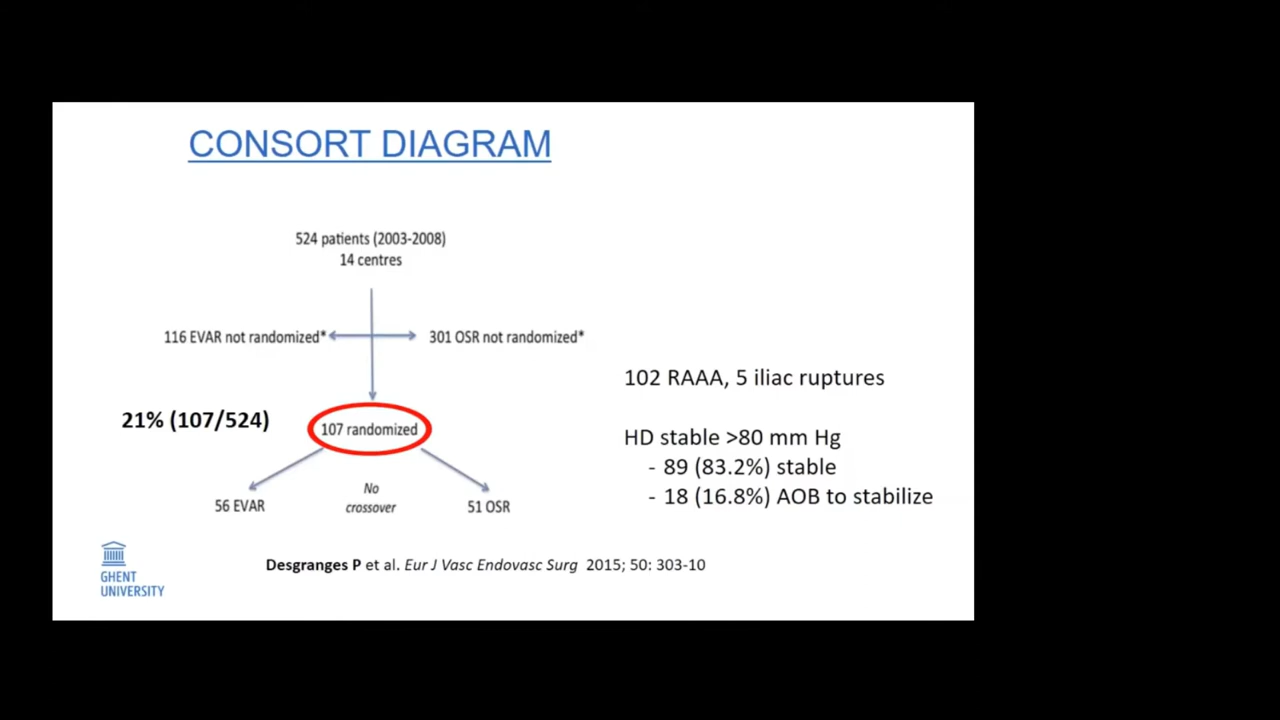 CONSORT DIAGRAM
524 patients (2003-2008)
14 centres
116 EVAR not randomized*
301 OSR not randomized*
102 RAAA, 5 iliac ruptures
21% (107/524)
107 randomized
HD stable >80 mm Hg
- 89 (83.2%) stable
- 18 (16.8%) AOB to stabilize
56 EVAR
No
crossover
51 OSR
Desgranges P et al. Eur J Vasc Endovasc Surg 2015; 50: 303-10
GHENT
UNIVERSITY